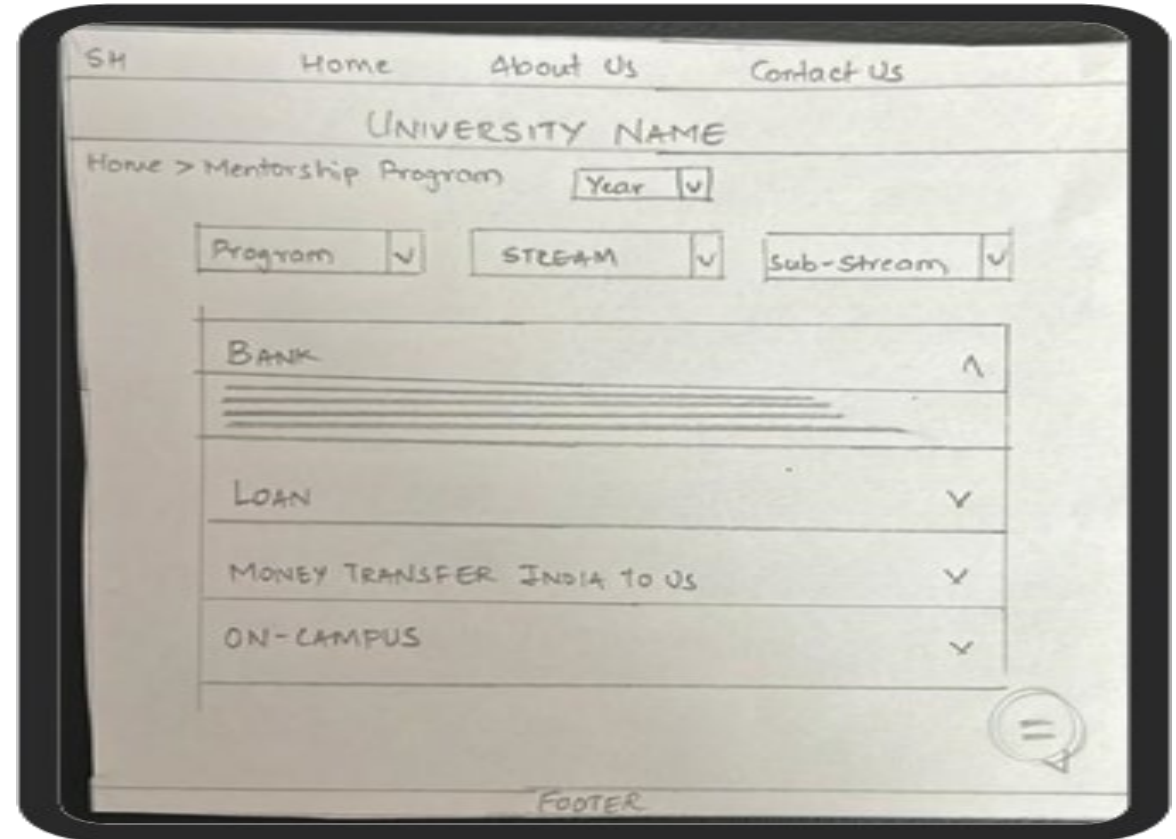 SH Home About Us Contact Us
UNIVERSITY NAME
Home > Mentorship Program Year
Program STREAM Sub-Stream
BANK
LOAN
MONEY TRANSFER INDIA TO US
ON-CAMPUS
FOOTER